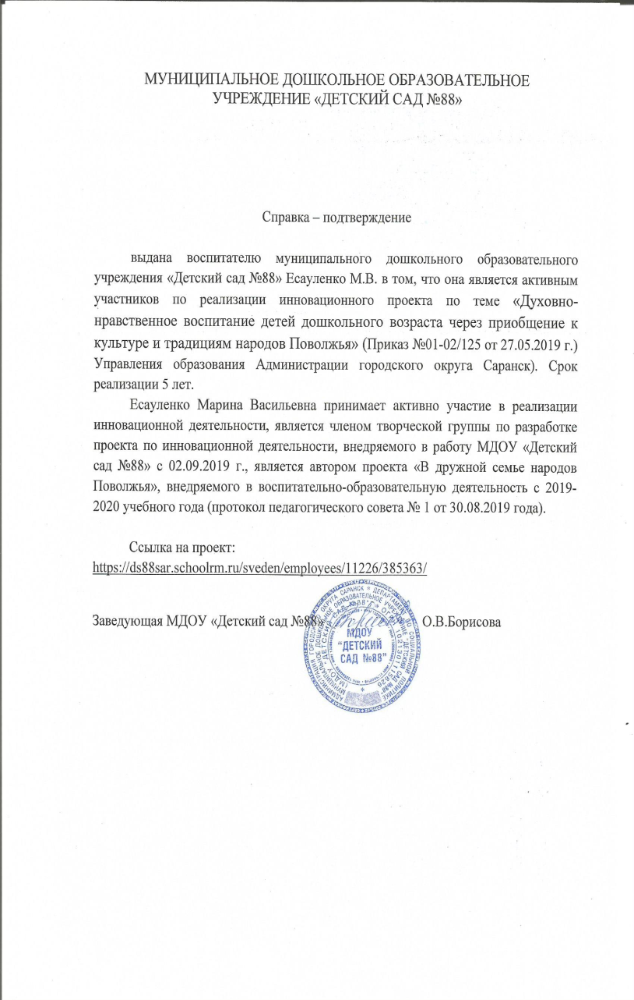 МУНИЦИПАЛЬНОЕ ДОШКОЛЬНОЕ ОБРАЗОВАТЕЛЬНОЕ
УЧРЕЖДЕНИЕ «ДЕТСКИЙ САД №88»
Справка – подтверждение
выдана воспитателю муниципального дошкольного образовательного
учреждения «Детский сад №88» Есауленко М.В. в том, что она является активным
участников по реализации инновационного проекта по теме «Духовно-
нравственное воспитание детей дошкольного возраста через приобщение к
культуре и традициям народов Поволжья» (Приказ №01-02/125 от 27.05.2019 г.)
Управления образования Администрации городского округа Саранск). Срок
реализации 5 лет.
Есауленко Марина Васильевна принимает активно участие в реализации
инновационной деятельности, является членом творческой группы по разработке
проекта по инновационной деятельности, внедряемого в работу МДОУ «Детский
сад №88» с 02.09.2019 г., является автором проекта «В дружной семье народов
Поволжья», внедряемого в воспитательно-образовательную деятельность с 2019-
2020 учебного года (протокол педагогического совета № 1 от 30.08.2019 года).
Ссылка на проект:
https://ds88sar.schoolrm.ru/sveden/employees/11226/385363/
Заведующая МДОУ «Детский сад №88» О.В.Борисова
МДОУ
"ДЕТСКИЙ
САД №88"